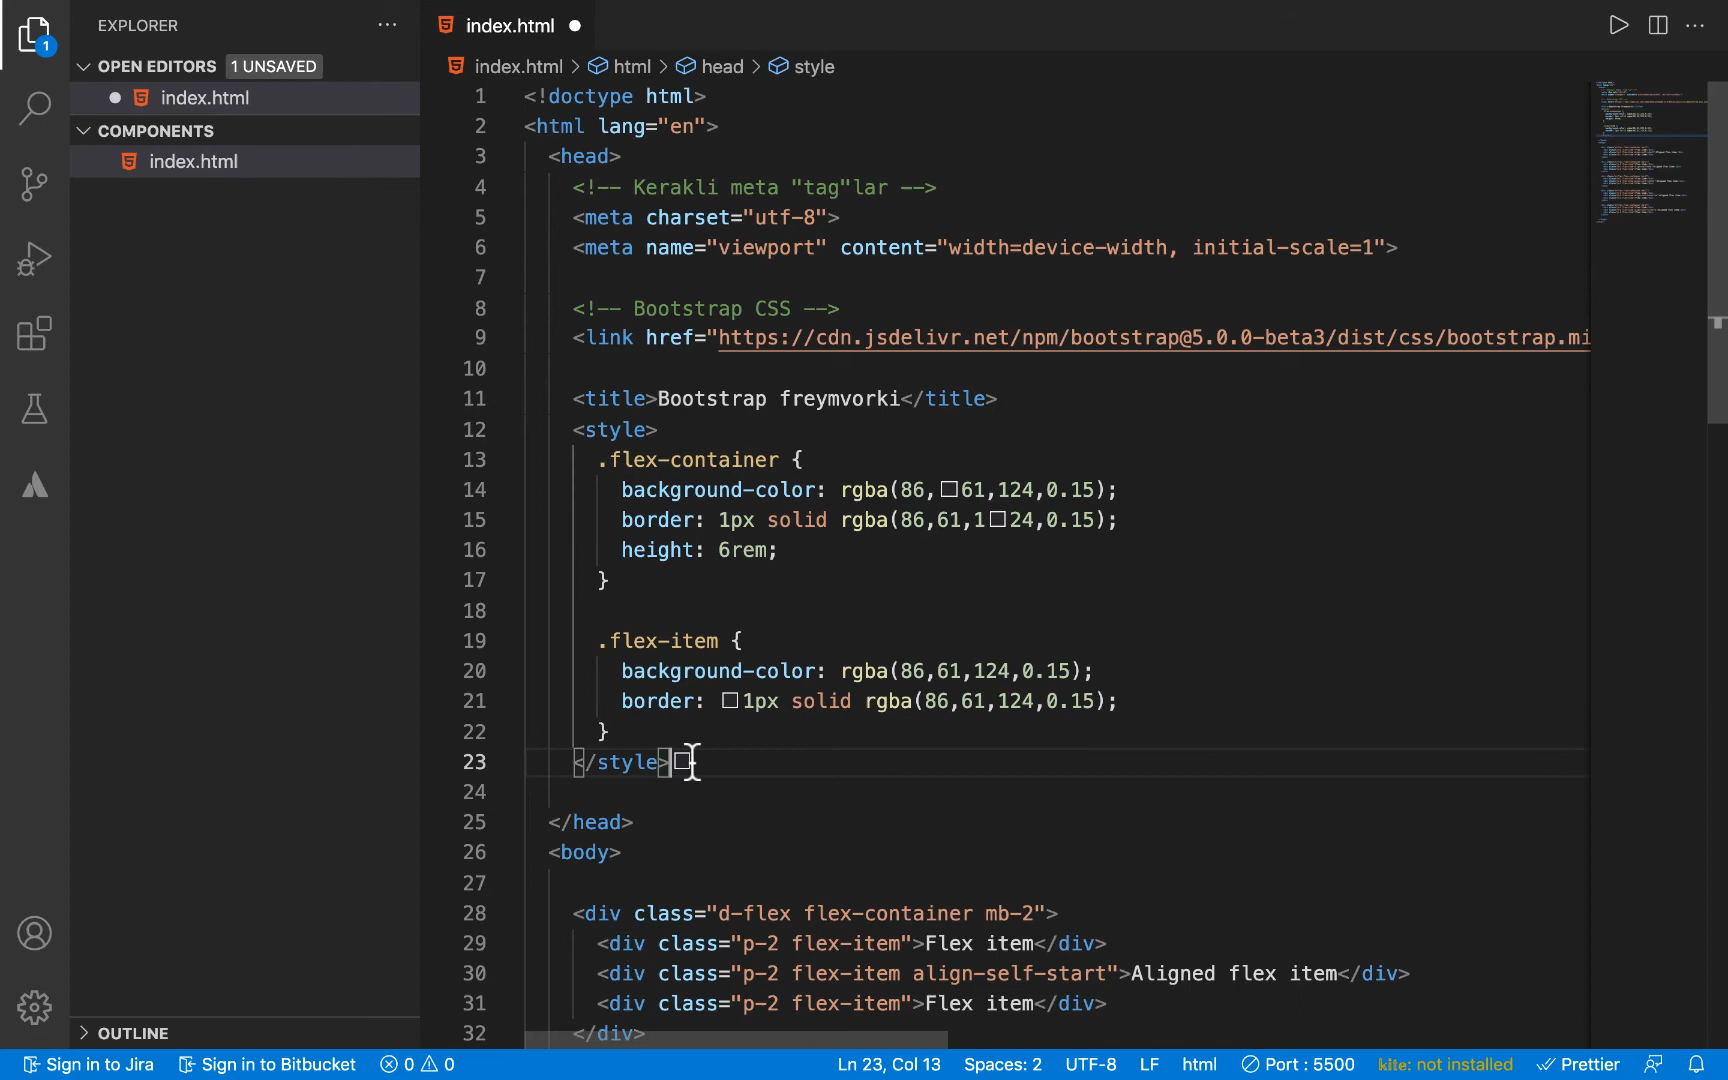 EXPLORER
index.html
1
OPEN EDITORS 1 UNSAVED
index.html > html > head > style
index.html
COMPONENTS
index.html
1 <!doctype html>
2 <html lang="en">
3 <head>
4 <!-- Kerakli meta "tag"lar -->
5 <meta charset="utf-8">
6 <meta name="viewport" content="width=device-width, initial-scale=1">
7
8 <!-- Bootstrap CSS -->
9 <link href="https://cdn.jsdelivr.net/npm/bootstrap@5.0.0-beta3/dist/css/bootstrap.mi
10
11 <title>Bootstrap freymvorki</title>
12 <style>
13 .flex-container {
14 background-color: rgba(86,61,124,0.15);
15 border: 1px solid rgba(86,61,124,0.15);
16 height: 6rem;
17 }
18
19 .flex-item {
20 background-color: rgba(86,61,124,0.15);
21 border: 1px solid rgba(86,61,124,0.15);
22 }
23 </style>
24
25 </head>
26 <body>
27
28 <div class="d-flex flex-container mb-2">
29 <div class="p-2 flex-item">Flex item</div>
30 <div class="p-2 flex-item align-self-start">Aligned flex item</div>
31 <div class="p-2 flex-item">Flex item</div>
32 </div>
OUTLINE
Sign in to Jira Sign in to Bitbucket 0 0 Ln 23, Col 13 Spaces: 2 UTF-8 LF html Port : 5500 kite: not installed Prettier